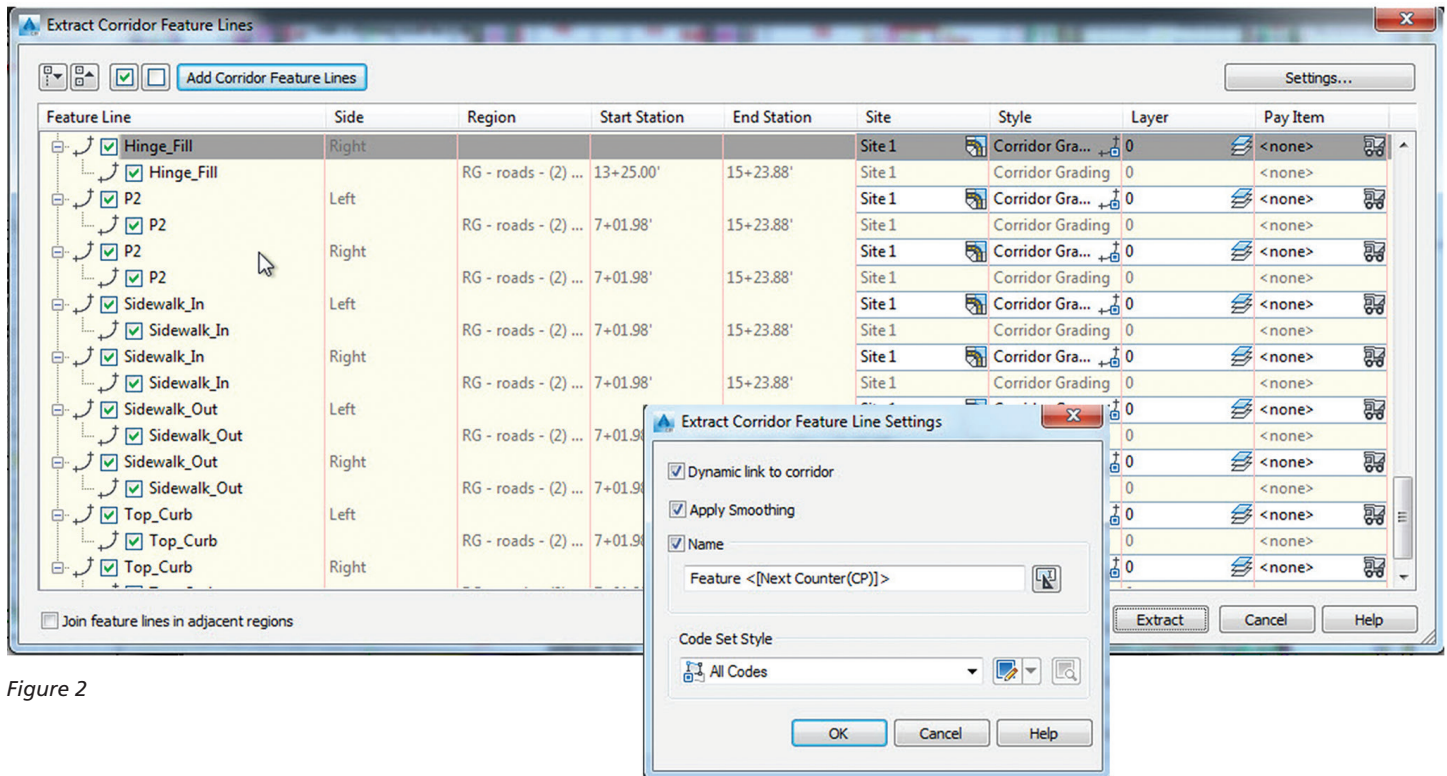 Extract Corridor Feature Lines
Add Corridor Feature Lines Settings...
Feature Line Side Region Start Station End Station Site Style Layer Pay Item
Hinge_Fill Right Site 1 Corridor Gra... 0 <none>
Hinge_Fill RG - roads - (2) ... 13+25.00' 15+23.88' Site 1 Corridor Grading 0 <none>
P2 Left Site 1 Corridor Gra... 0 <none>
P2 RG - roads - (2) ... 7+01.98' 15+23.88' Site 1 Corridor Grading 0 <none>
P2 Right Site 1 Corridor Gra... 0 <none>
P2 RG - roads - (2) ... 7+01.98' 15+23.88' Site 1 Corridor Grading 0 <none>
Sidewalk_In Left Site 1 Corridor Gra... 0 <none>
Sidewalk_In RG - roads - (2) ... 7+01.98' 15+23.88' Site 1 Corridor Grading 0 <none>
Sidewalk_In Right Site 1 Corridor Gra... 0 <none>
Sidewalk_In RG - roads - (2) ... 7+01.98' 15+23.88' Site 1 Corridor Grading 0 <none>
Sidewalk_Out Left 0 <none>
Sidewalk_Out RG - roads - (2) ... 7+01.98 0 <none>
Sidewalk_Out Right 0 <none>
Sidewalk_Out RG - roads - (2) ... 7+01.98 0 <none>
Top_Curb Left 0 <none>
Top_Curb RG - roads - (2) ... 7+01.98 0 <none>
Top_Curb Right 0 <none>
Join feature lines in adjacent regions Extract Cancel Help
Extract Corridor Feature Line Settings
Dynamic link to corridor
Apply Smoothing
Name
Feature <[Next Counter(CP)]>
Code Set Style
All Codes
OK Cancel Help
Figure 2